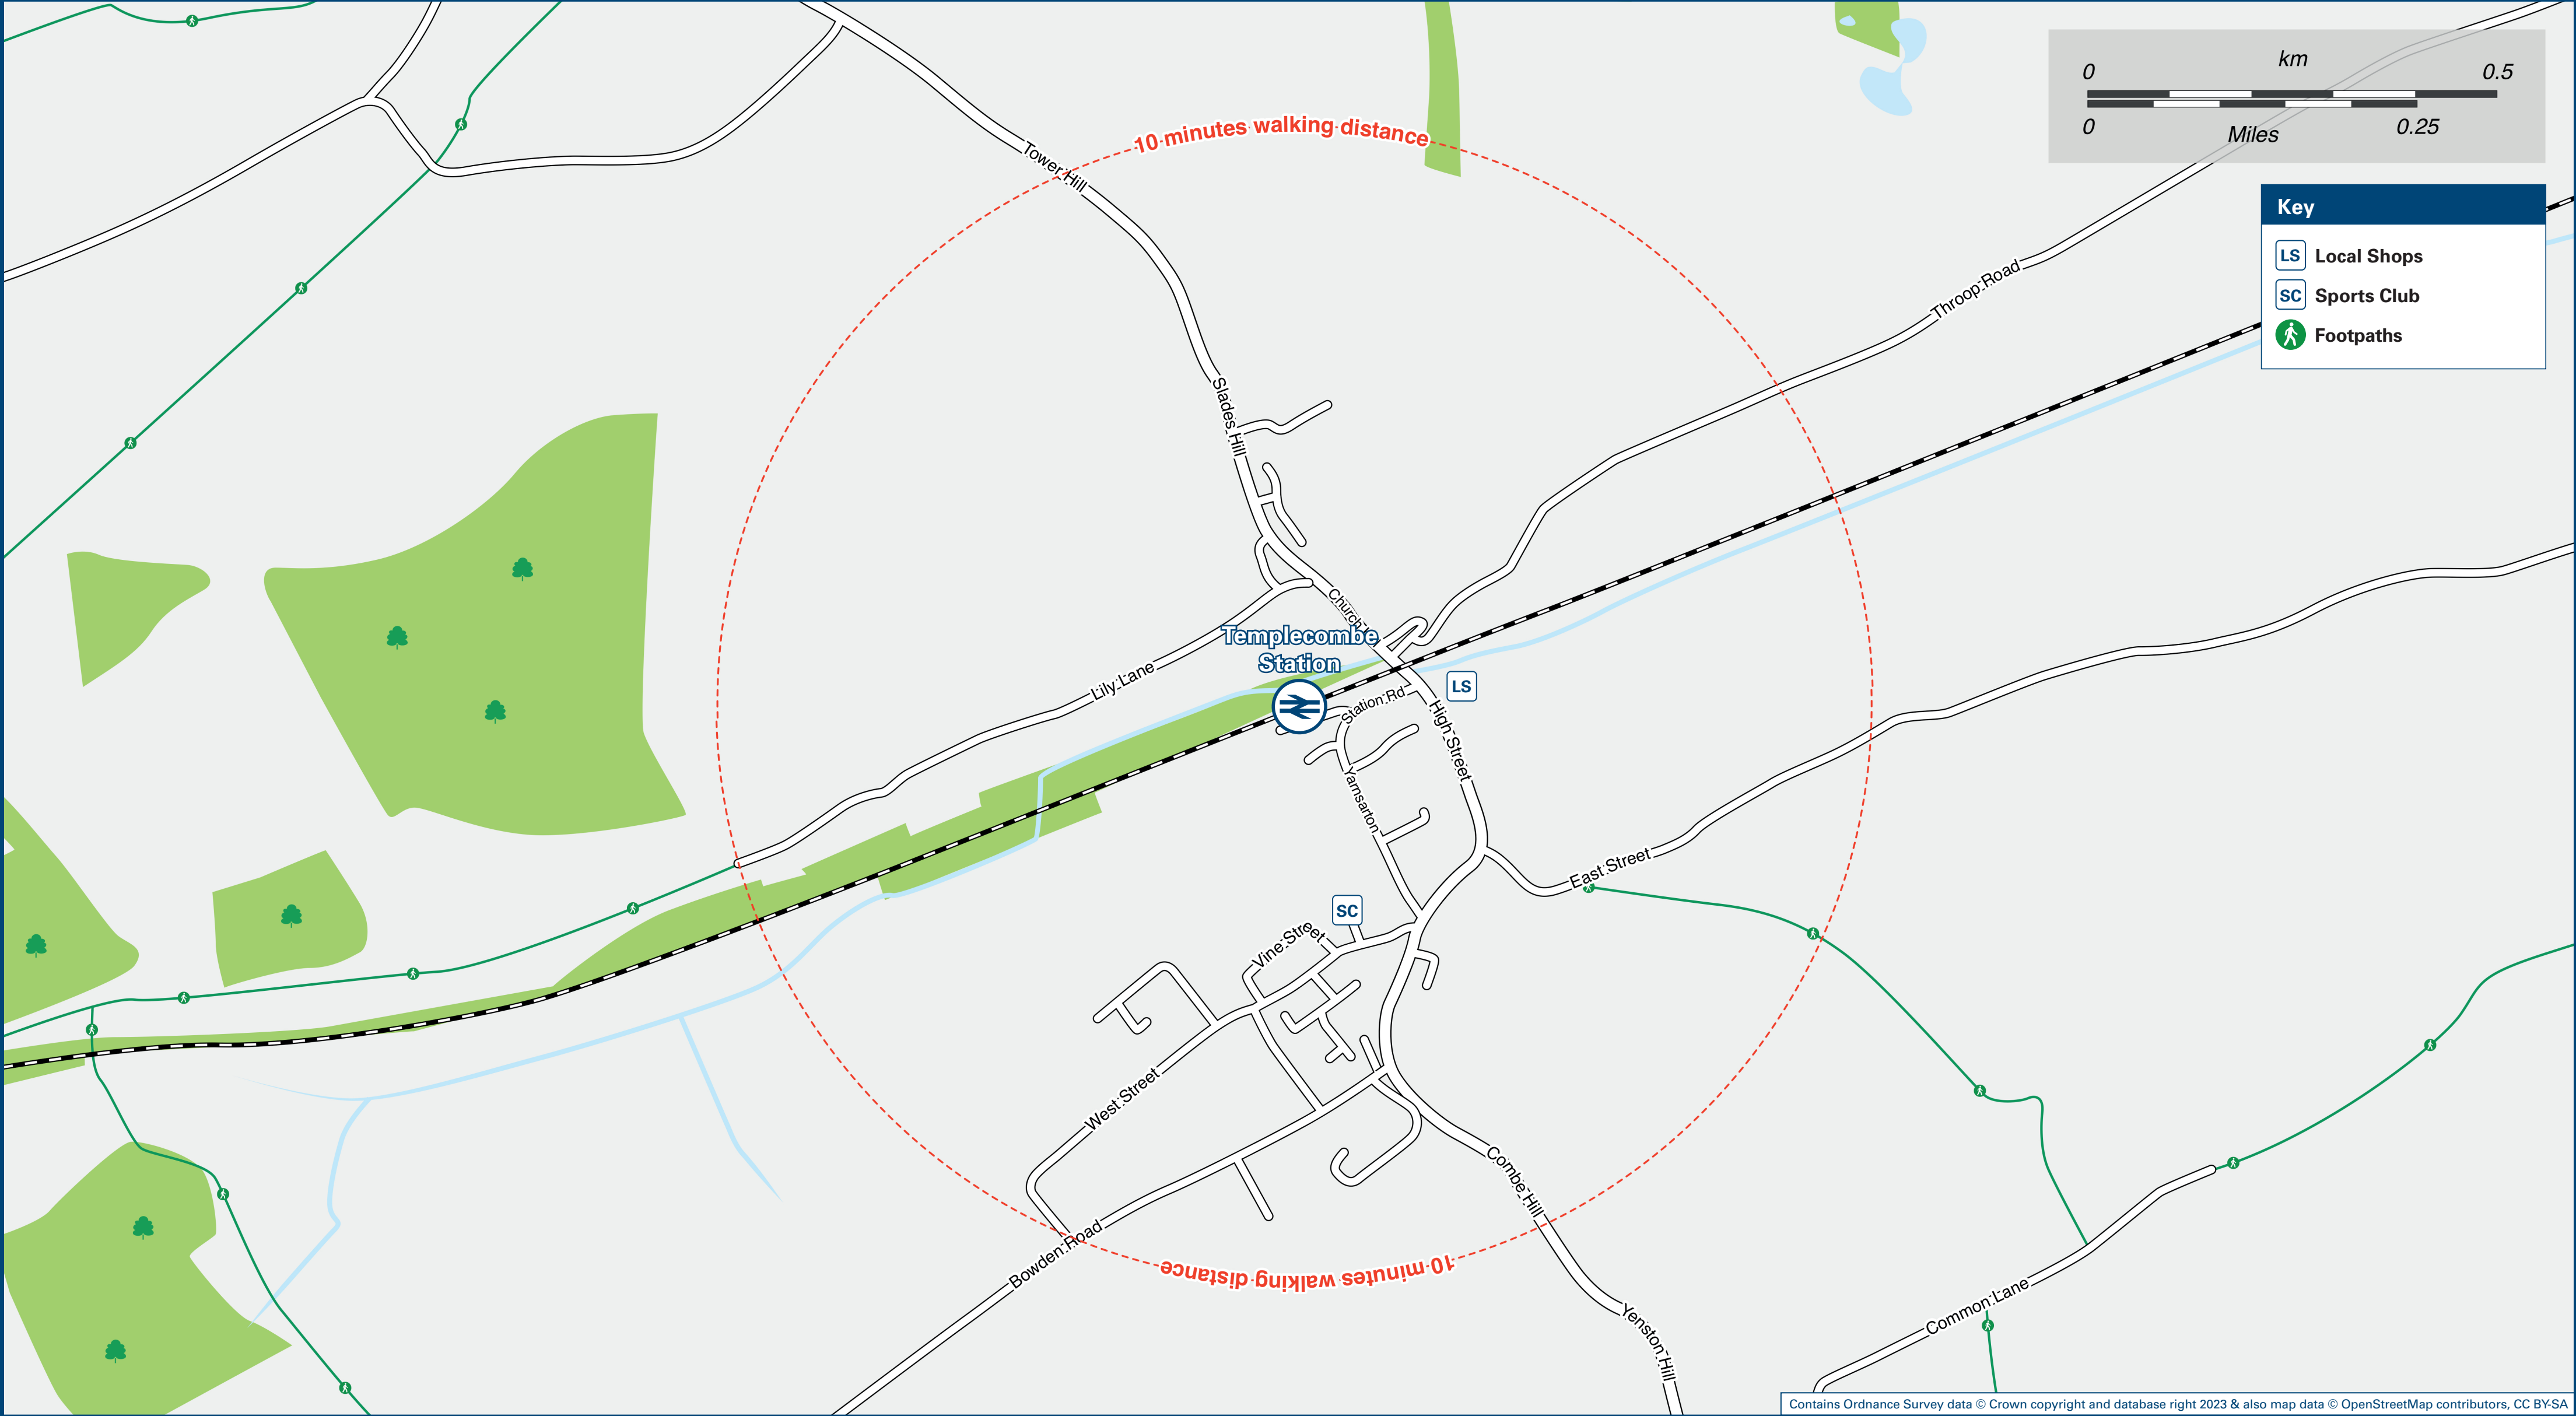 10 minutes walking distance
km
0 0.5
0 0.25
Miles
Key
LS Local Shops
SC Sports Club
Footpaths
Tower Hill
Throop Road
Slades Hill
Church
Templecombe
Station
Lily Lane
LS
Station Rd
High Street
Yarnsarton
East Street
SC
Vine Street
West Street
Combe Hill
Bowden Road
10 minutes walking distance
Common Lane
Yenston Hill
Contains Ordnance Survey data © Crown copyright and database right 2023 & also map data © OpenStreetMap contributors, CC BY-SA